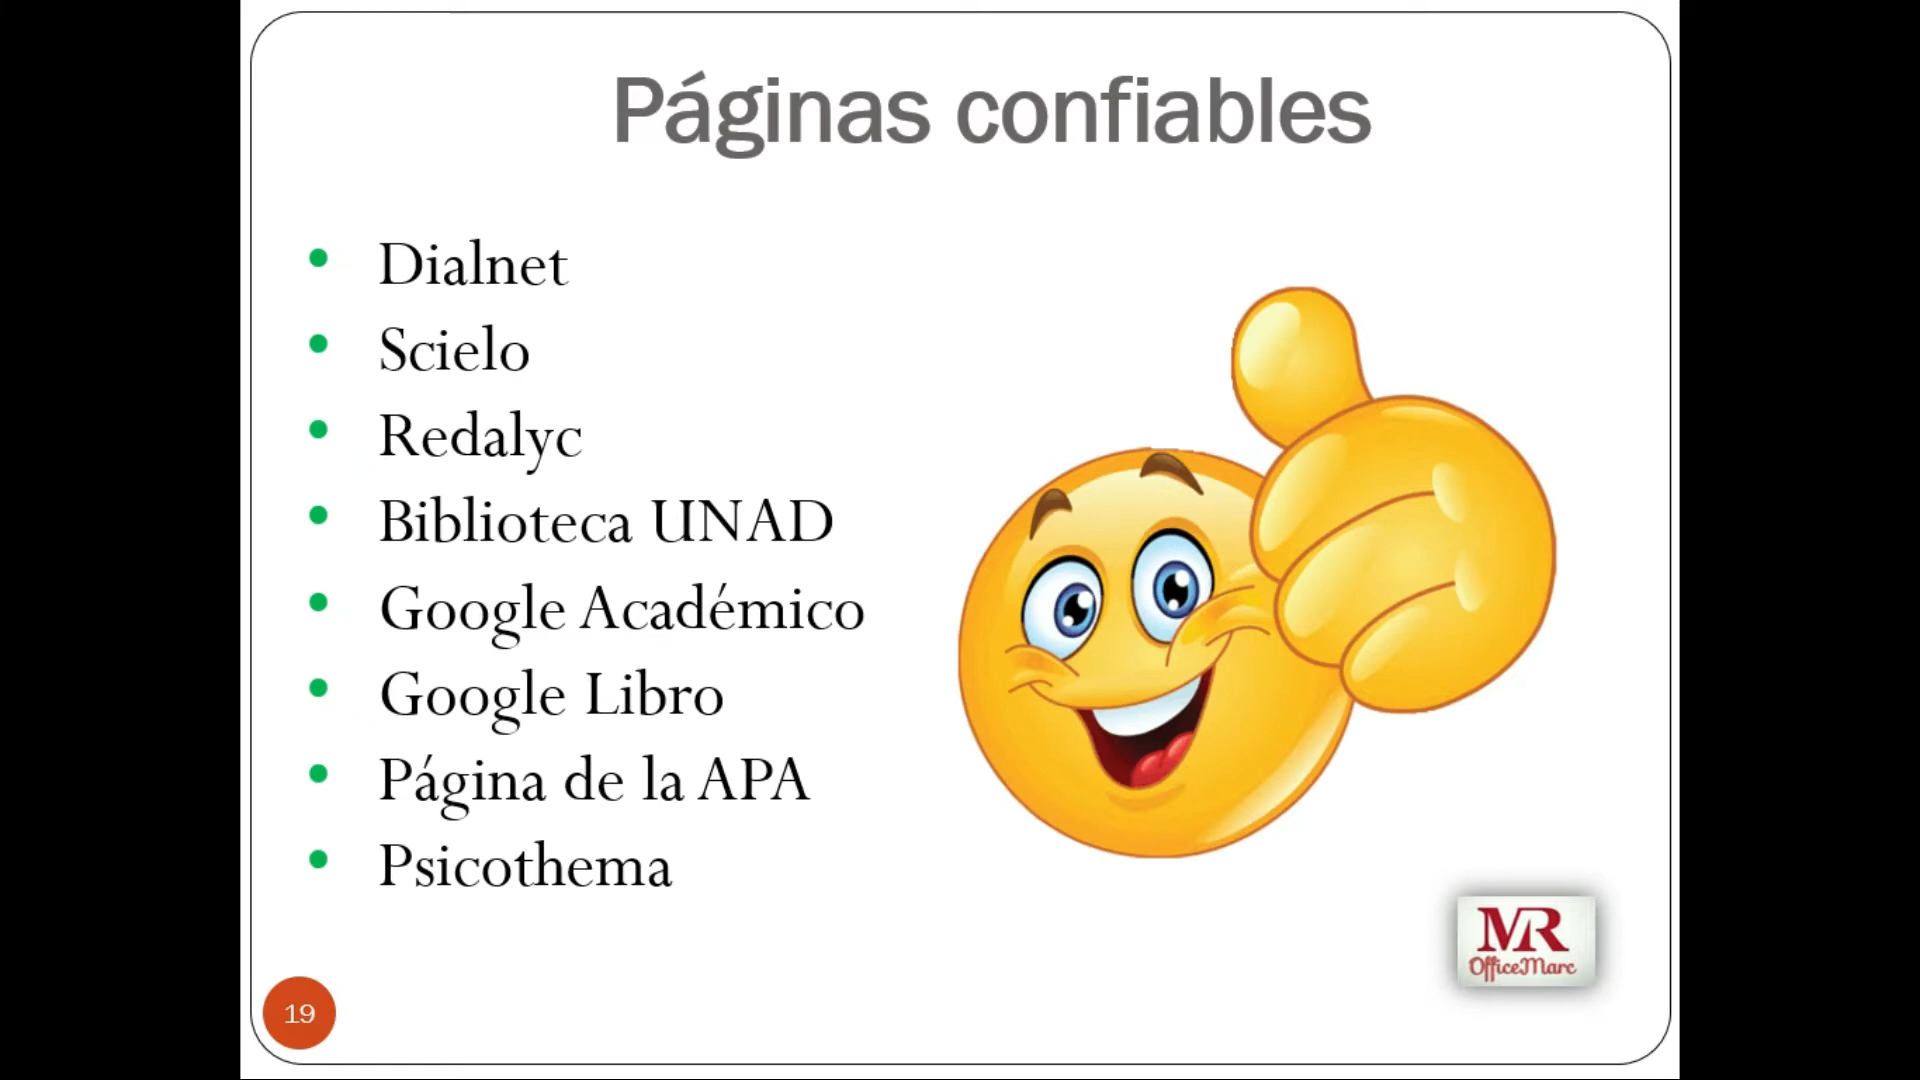 Páginas confiables
Dialnet
Scielo
Redalyc
Biblioteca UNAD
Google Académico
Google Libro
Página de la APA
Psicothema
MR
OfficeMarc
19